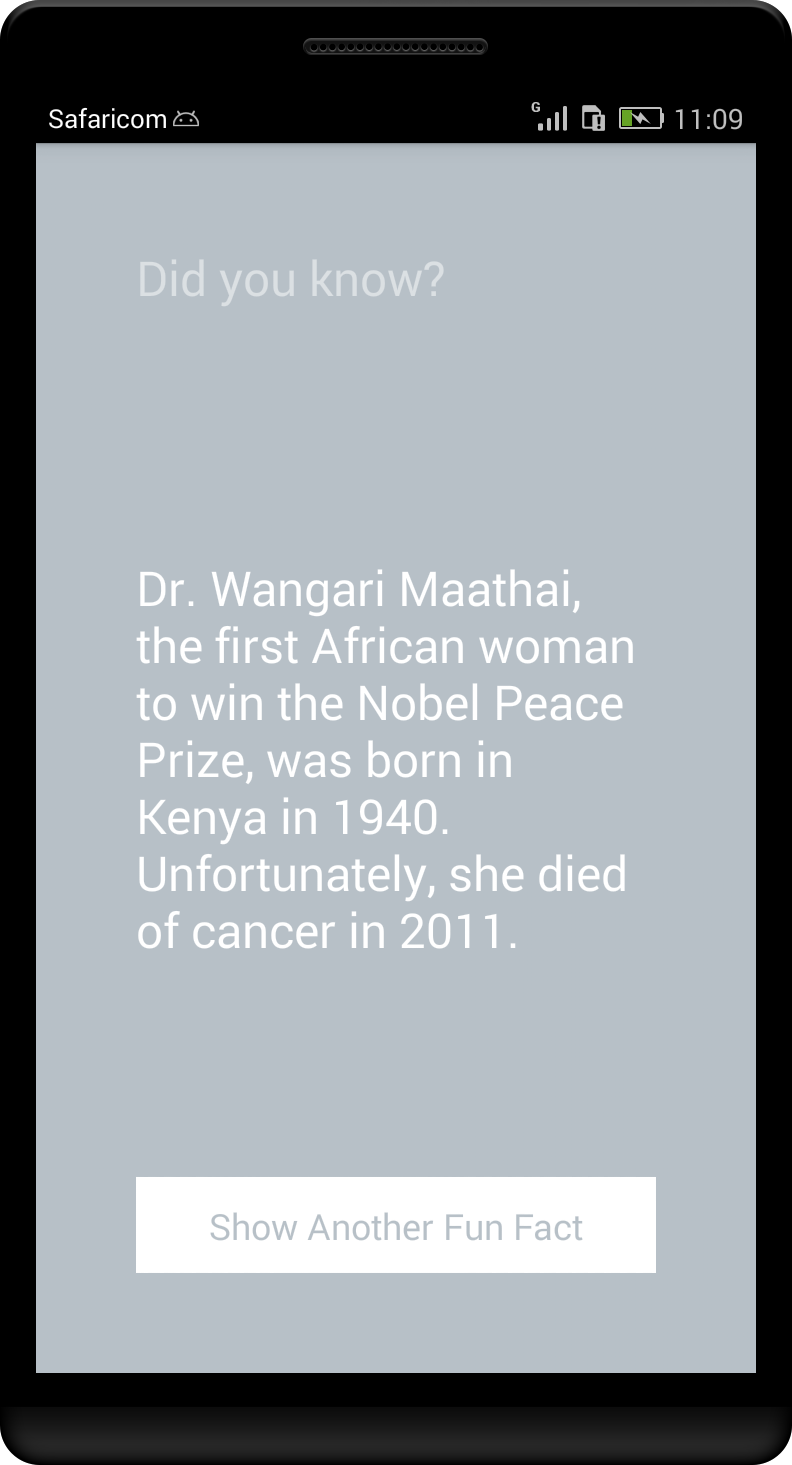 Safaricom
G
11:09
Did you know?
Dr. Wangari Maathai,
the first African woman
to win the Nobel Peace
Prize, was born in
Kenya in 1940.
Unfortunately, she died
of cancer in 2011.
Show Another Fun Fact